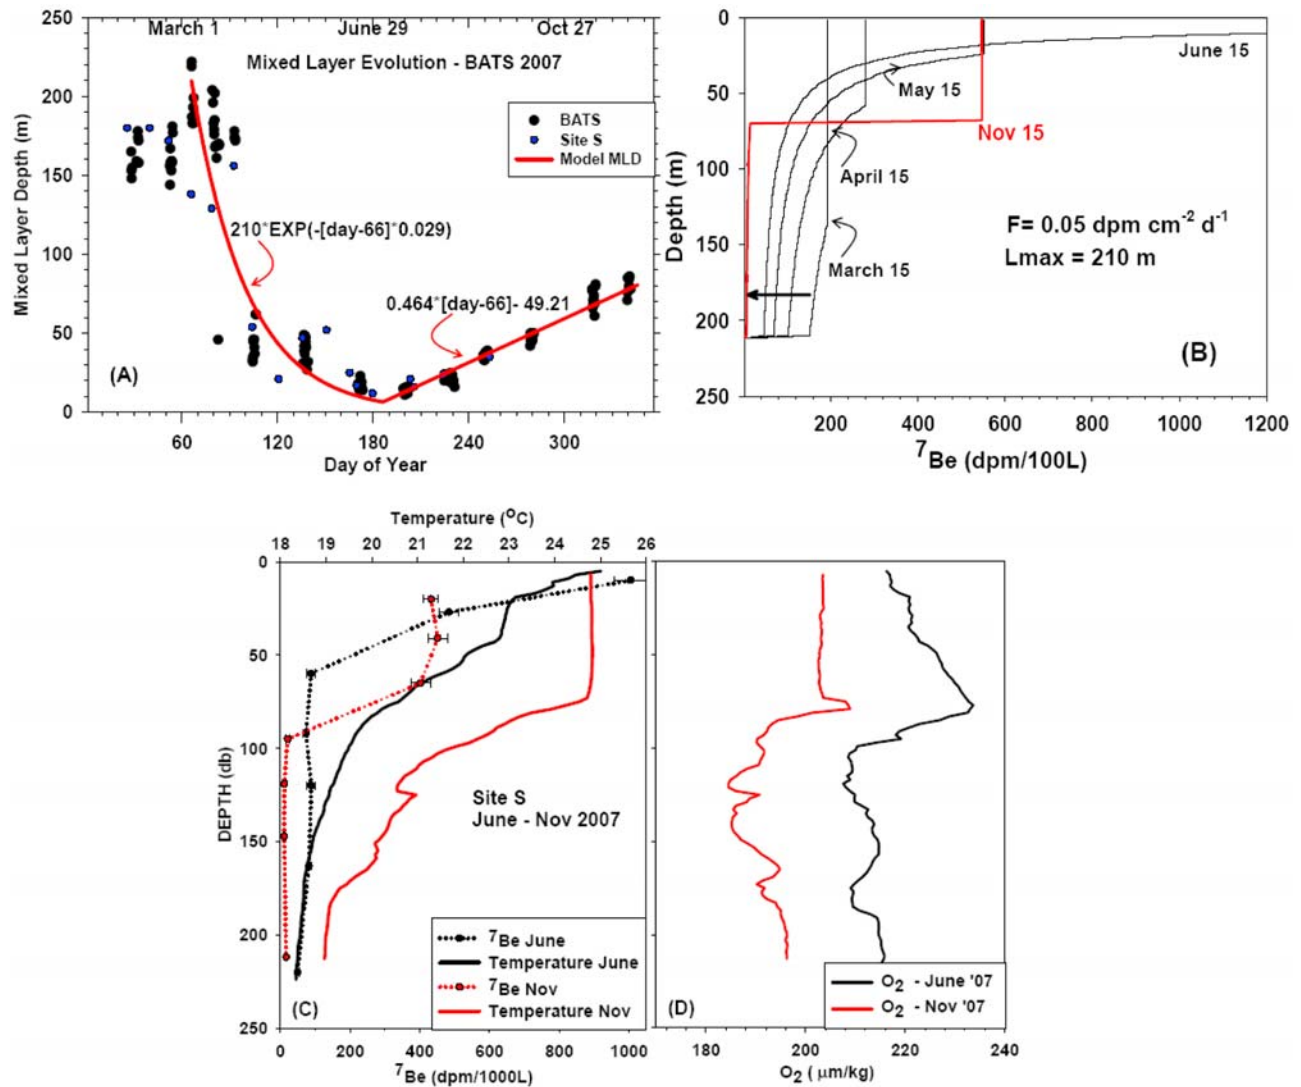 March 1 June 29 Oct 27
Mixed Layer Evolution - BATS 2007
BATS
Site S
Model MLD
210*EXP(-[day-66]*0.029)
0.464*[day-66]- 49.21
(A)
250
200
150
100
50
0
Mixed Layer Depth (m)
60 120 180 240 300
Day of Year
0
50
100
150
200
250
Depth (m)
June 15
May 15
Nov 15
April 15
March 15
F= 0.05 dpm cm⁻² d⁻¹
Lmax = 210 m
(B)
200 400 600 800 1000 1200
⁷Be (dpm/100L)
Temperature (°C)
18 19 20 21 22 23 24 25 26
0
50
100
150
200
250
DEPTH (db)
Site S
June - Nov 2007
⁷Be June
Temperature June
⁷Be Nov
Temperature Nov
(C)
0 200 400 600 800 1000
⁷Be (dpm/1000L)
O₂ - June '07
O₂ - Nov '07
(D)
180 200 220 240
O₂ ( μm/kg)